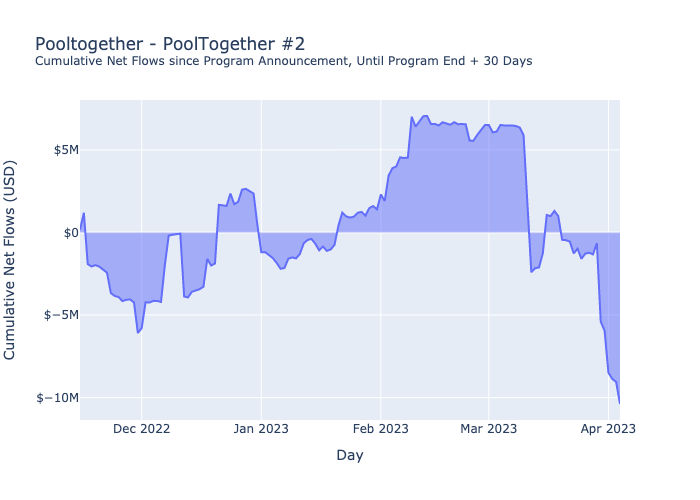 Pooltogether - PoolTogether #2
Cumulative Net Flows since Program Announcement, Until Program End + 30 Days
Cumulative Net Flows (USD)
$5M
$0
$−5M
$−10M
Dec 2022
Jan 2023
Feb 2023
Mar 2023
Apr 2023
Day